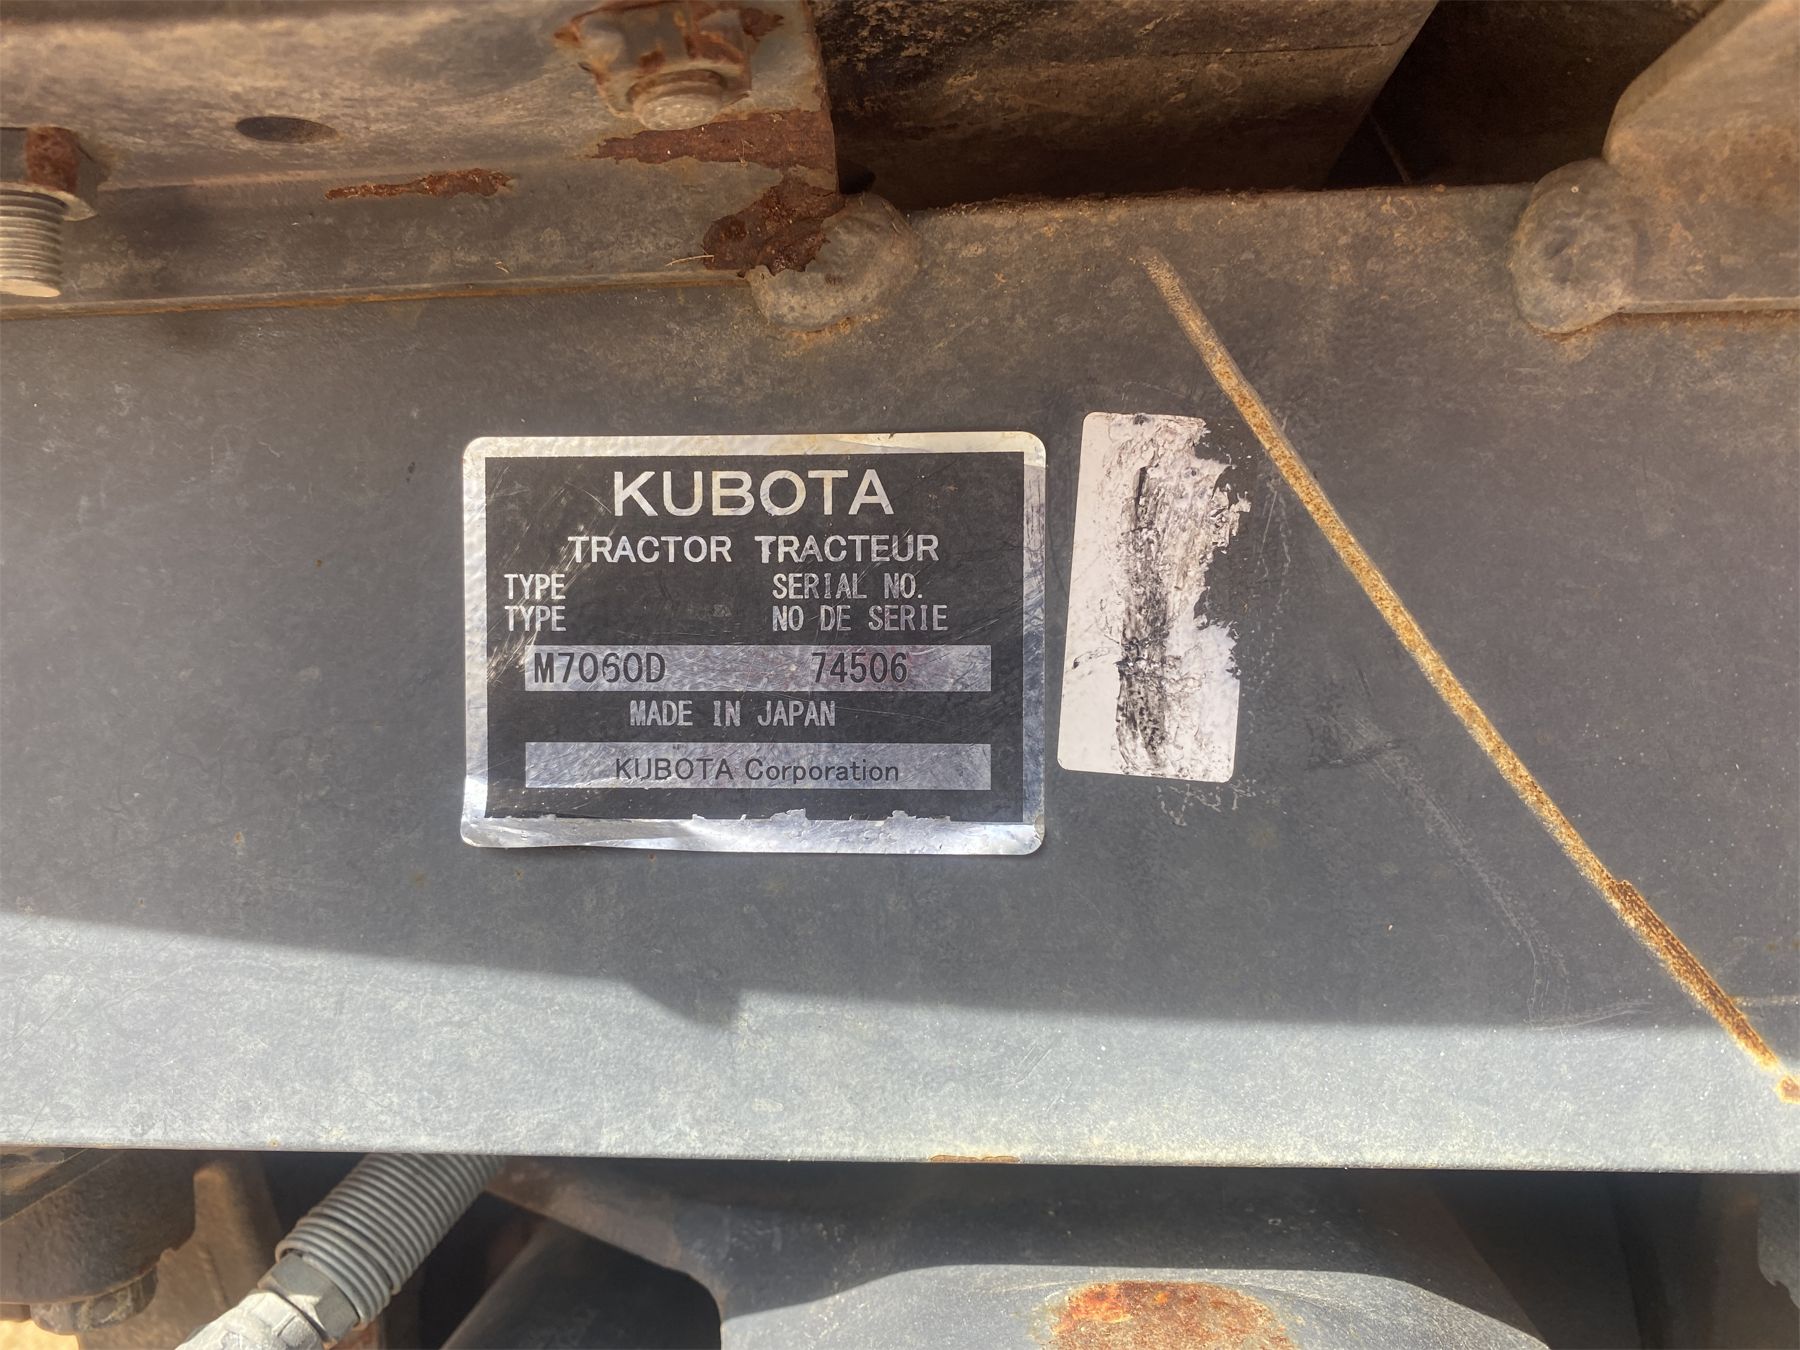 KUBOTA
TRACTOR TRACTEUR
TYPE SERIAL NO.
TYPE NO DE SERIE
M7060D 74506
MADE IN JAPAN
KUBOTA Corporation